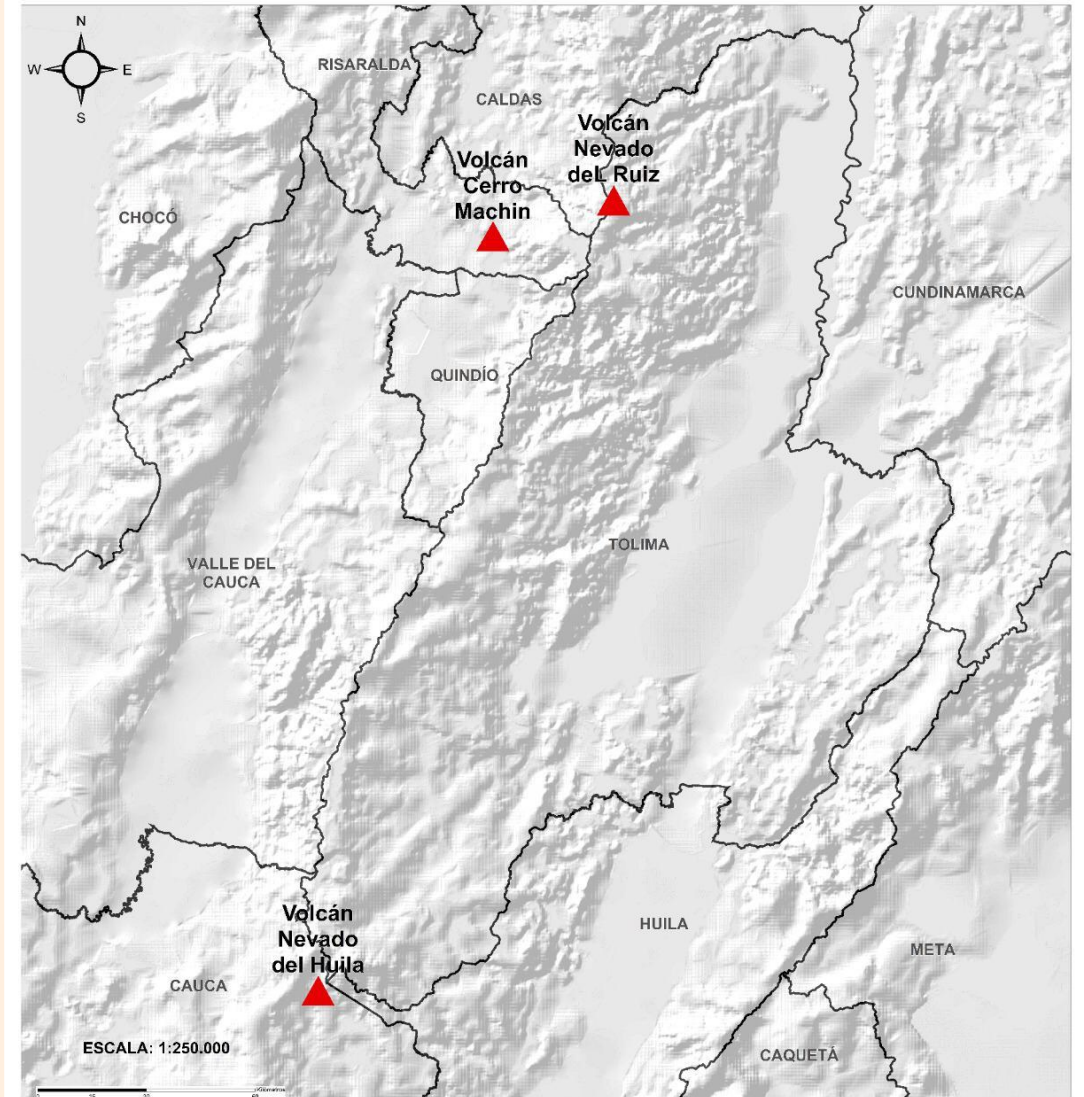 N
W E
S
RISARALDA
CALDAS
Volcán
Nevado
deL Ruiz
Volcán
Cerro
Machin
CHOCÓ
CUNDINAMARCA
QUINDÍO
TOLIMA
VALLE DEL
CAUCA
Volcán
Nevado
del Huila
HUILA
META
CAUCA
ESCALA: 1:250.000
CAQUETÁ